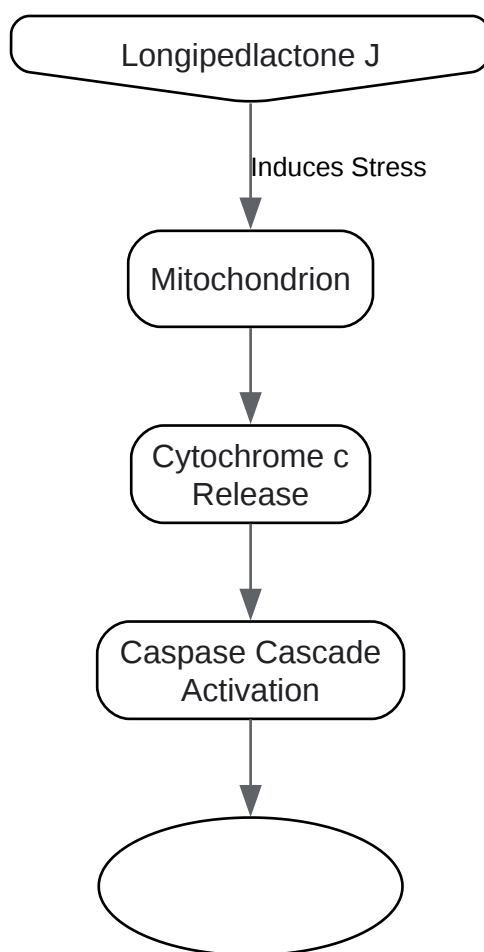 Longipedlactone J
Induces Stress
Mitochondrion
Cytochrome c
Release
Caspase Cascade
Activation